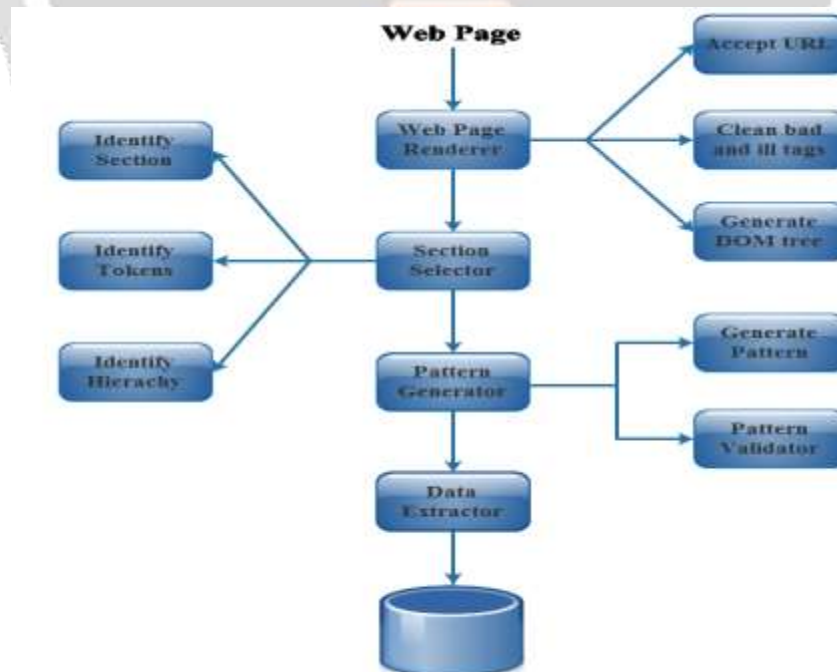 Web Page
Accept URL
Identify
Section
Web Page
Renderer
Clean bad
and ill tags
Identify
Tokens
Section
Selector
Generate
DOM tree
Identify
Hierachy
Pattern
Generator
Generate
Pattern
Pattern
Validator
Data
Extractor